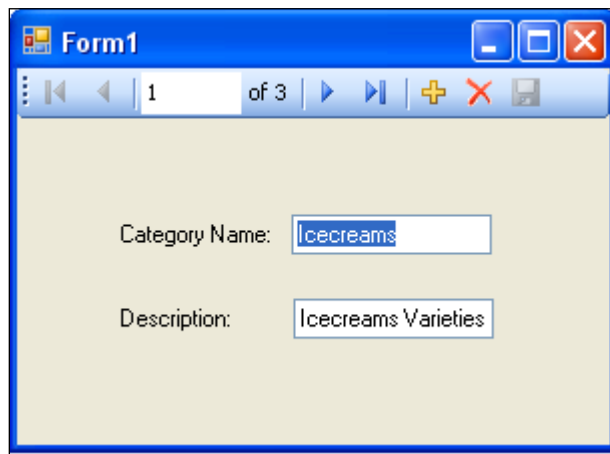 Form1
1 of 3
Category Name: Icecreams
Description: Icecreams Varieties